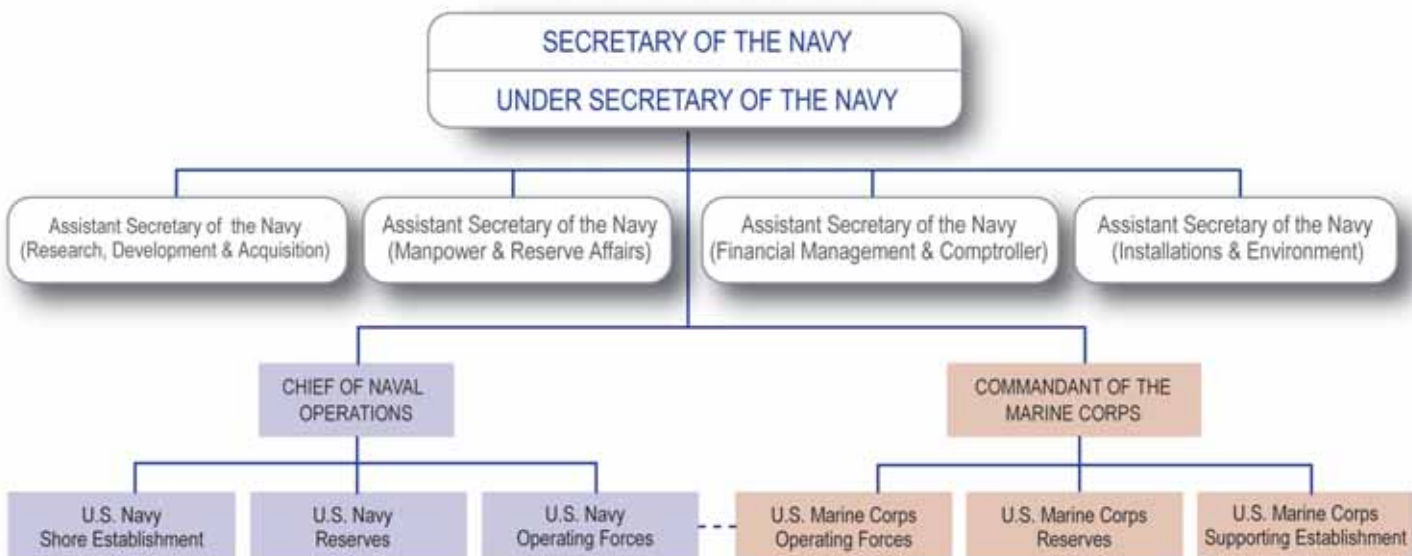 SECRETARY OF THE NAVY
UNDER SECRETARY OF THE NAVY
Assistant Secretary of the Navy
(Research, Development & Acquisition)
Assistant Secretary of the Navy
(Manpower & Reserve Affairs)
Assistant Secretary of the Navy
(Financial Management & Comptroller)
Assistant Secretary of the Navy
(Installations & Environment)
CHIEF OF NAVAL
OPERATIONS
COMMANDANT OF THE
MARINE CORPS
U.S. Navy
Shore Establishment
U.S. Navy
Reserves
U.S. Navy
Operating Forces
U.S. Marine Corps
Operating Forces
U.S. Marine Corps
Reserves
U.S. Marine Corps
Supporting Establishment